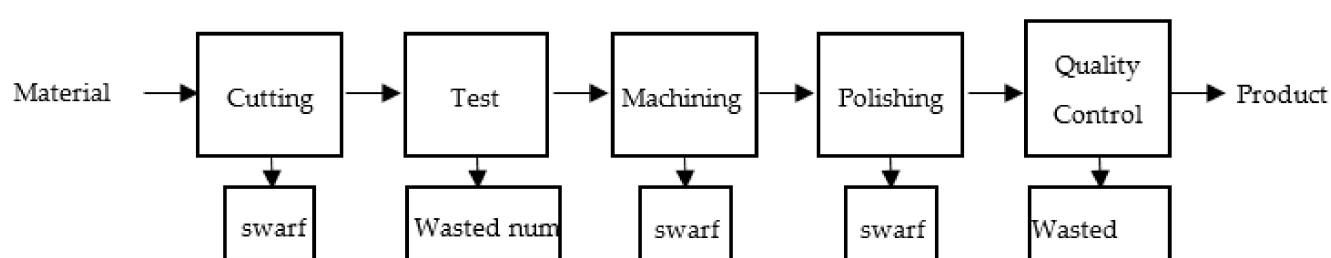 Material
Cutting
Test
Machining
Polishing
Quality
Control
Product
swarf
Wasted num
swarf
swarf
Wasted